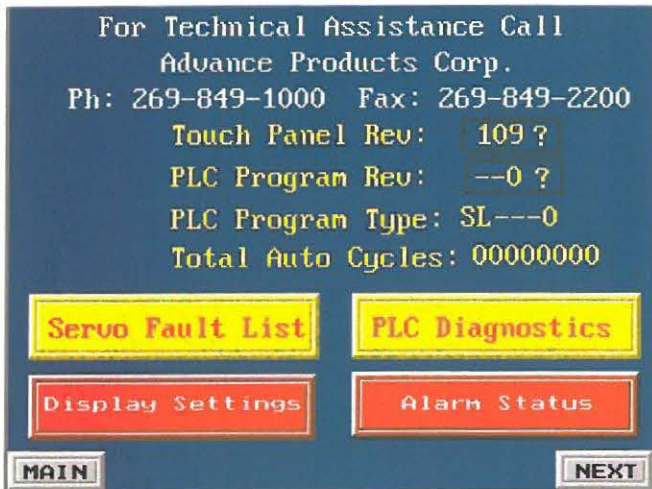 For Technical Assistance Call
Advance Products Corp.
Ph: 269-849-1000 Fax: 269-849-2200
Touch Panel Rev: 109 ?
PLC Program Rev: --0 ?
PLC Program Type: SL---0
Total Auto Cycles: 00000000
Servo Fault List PLC Diagnostics
Display Settings Alarm Status
MAIN NEXT